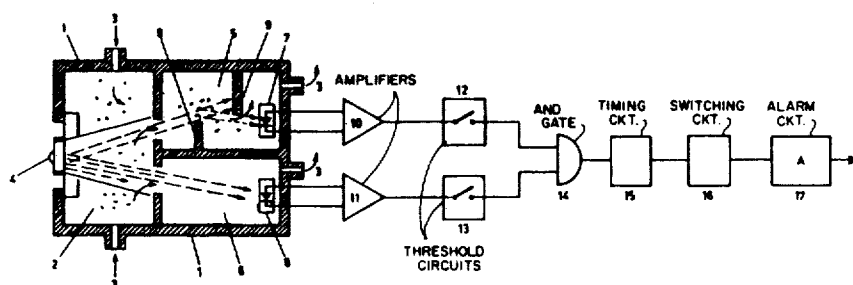 3
1
8
5
9
7
3
4
2
3
1
6
8
3
AMPLIFIERS
10
11
12
13
THRESHOLD
CIRCUITS
AND
GATE
14
TIMING
CKT.
15
SWITCHING
CKT.
16
ALARM
CKT.
A
17